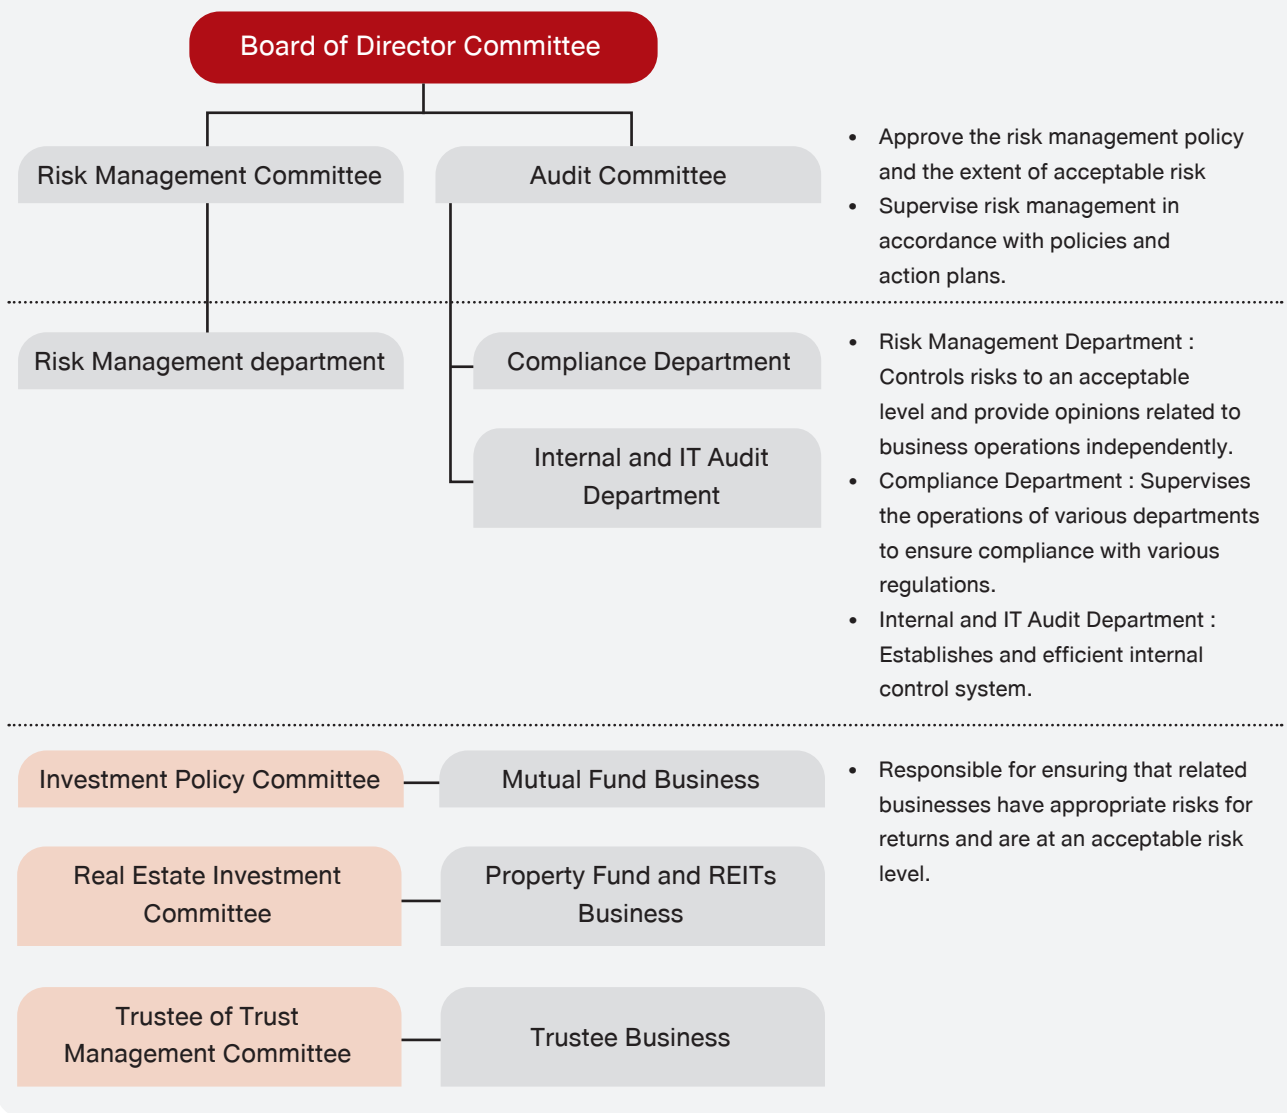 Board of Director Committee
Risk Management Committee
Audit Committee
• Approve the risk management policy
and the extent of acceptable risk
• Supervise risk management in
accordance with policies and
action plans.
Risk Management department
Compliance Department
Internal and IT Audit
Department
• Risk Management Department :
Controls risks to an acceptable
level and provide opinions related to
business operations independently.
• Compliance Department : Supervises
the operations of various departments
to ensure compliance with various
regulations.
• Internal and IT Audit Department :
Establishes and efficient internal
control system.
Investment Policy Committee
Mutual Fund Business
Real Estate Investment
Committee
Property Fund and REITs
Business
Trustee of Trust
Management Committee
Trustee Business
• Responsible for ensuring that related
businesses have appropriate risks for
returns and are at an acceptable risk
level.